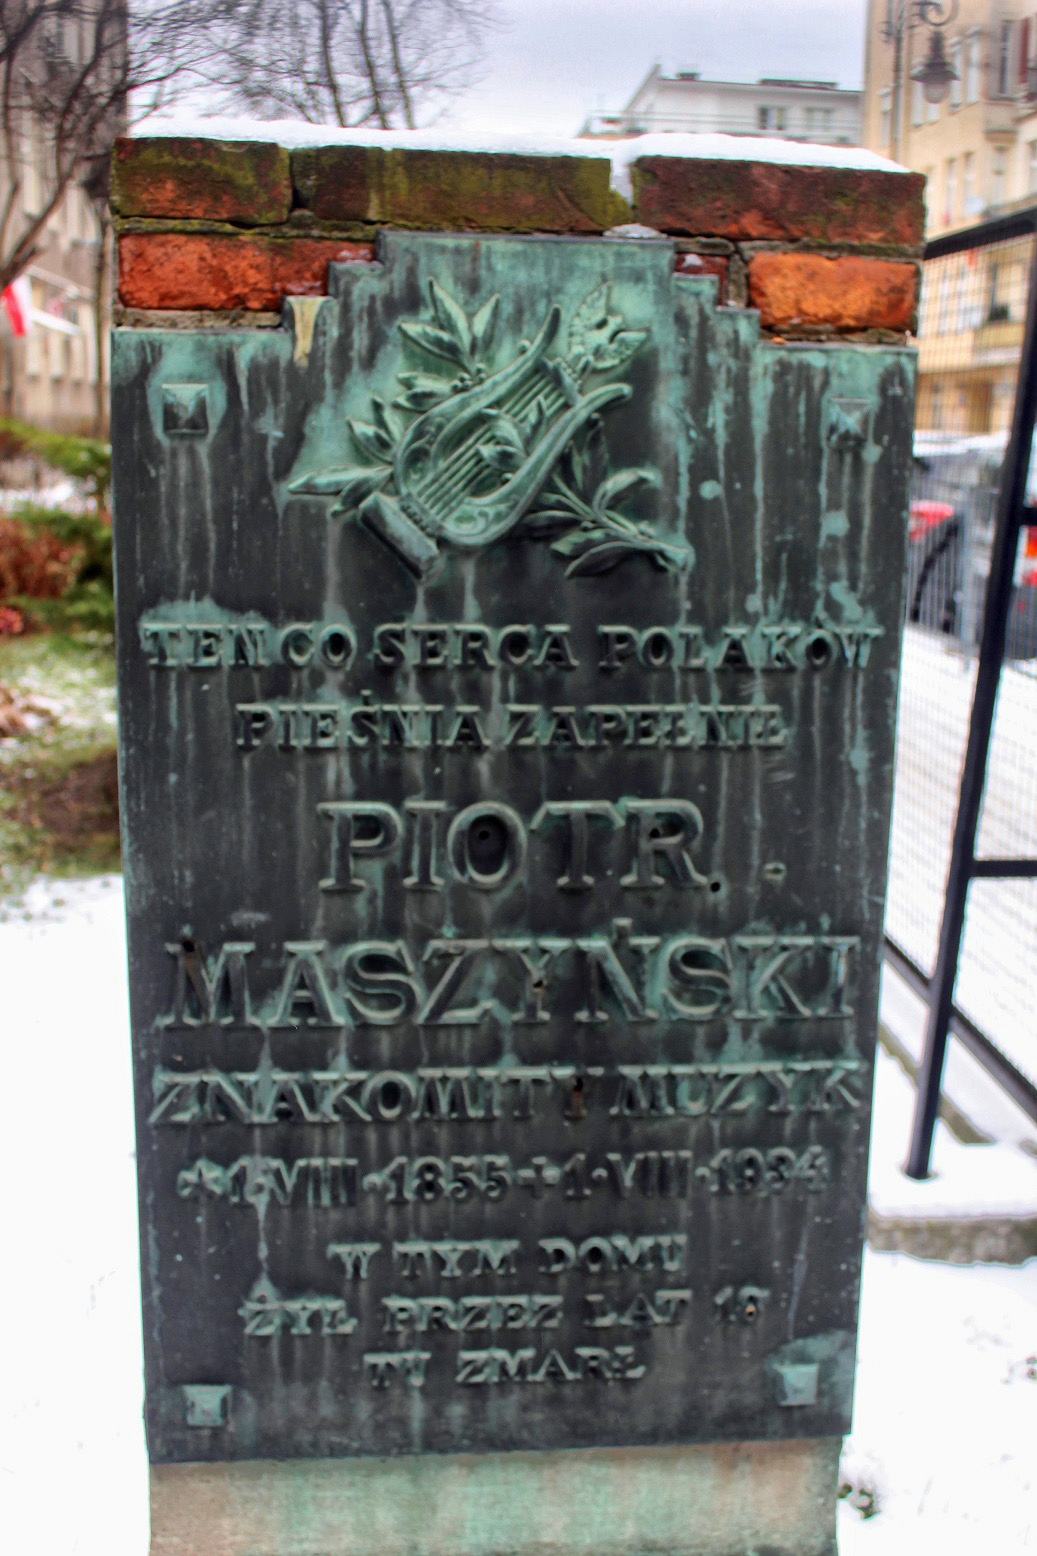 TEN CO SERCA POLAKÓW
PIEŚNIĄ ZAPEŁNIŁ
PIOTR
MASZYŃSKI
ZNAKOMITY MUZYK
*1·VIII·1855·+1·VIII·1934
W TYM DOMU
ŻYŁ PRZEZ LAT
TU ZMARŁ